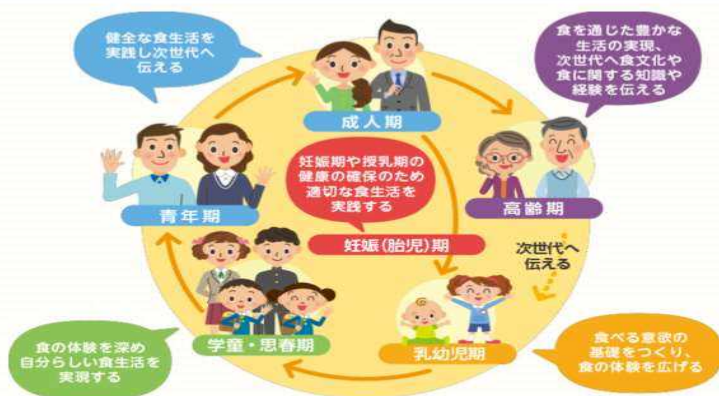 健全な食生活を
実践し次世代へ
伝える
食を通じた豊かな
生活の実現、
次世代へ食文化や
食に関する知識や
経験を伝える
成人期
妊娠期や授乳期の
健康の確保のため
適切な食生活を
実践する
青年期
高齢期
妊娠(胎児)期
次世代へ
伝える
食の体験を深め
自分らしい食生活を
実現する
学童・思春期
乳幼児期
食べる意欲の
基礎をつくり、
食の体験を広げる